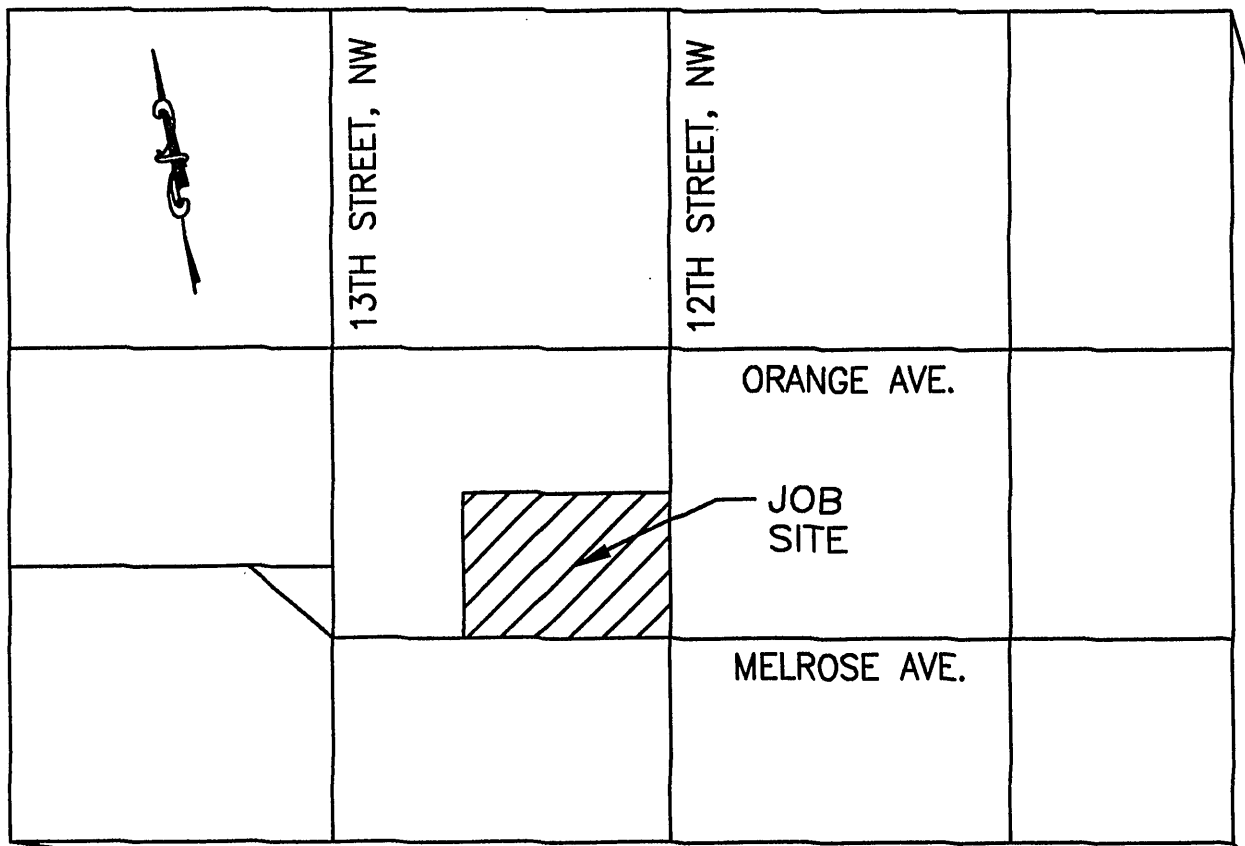 13TH STREET, NW
12TH STREET, NW
ORANGE AVE.
JOB
SITE
MELROSE AVE.